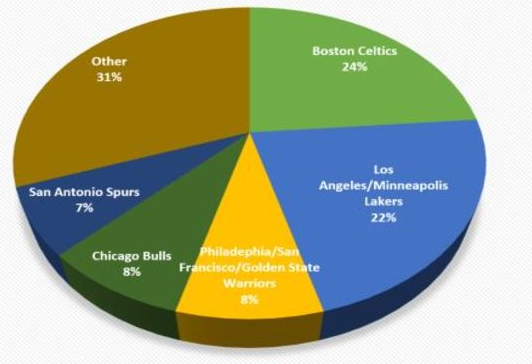 Boston Celtics
24%
Los
Angeles/Minneapolis
Lakers
22%
Philadephia/San
Francisco/Golden State
Warriors
8%
Chicago Bulls
8%
San Antonio Spurs
7%
Other
31%